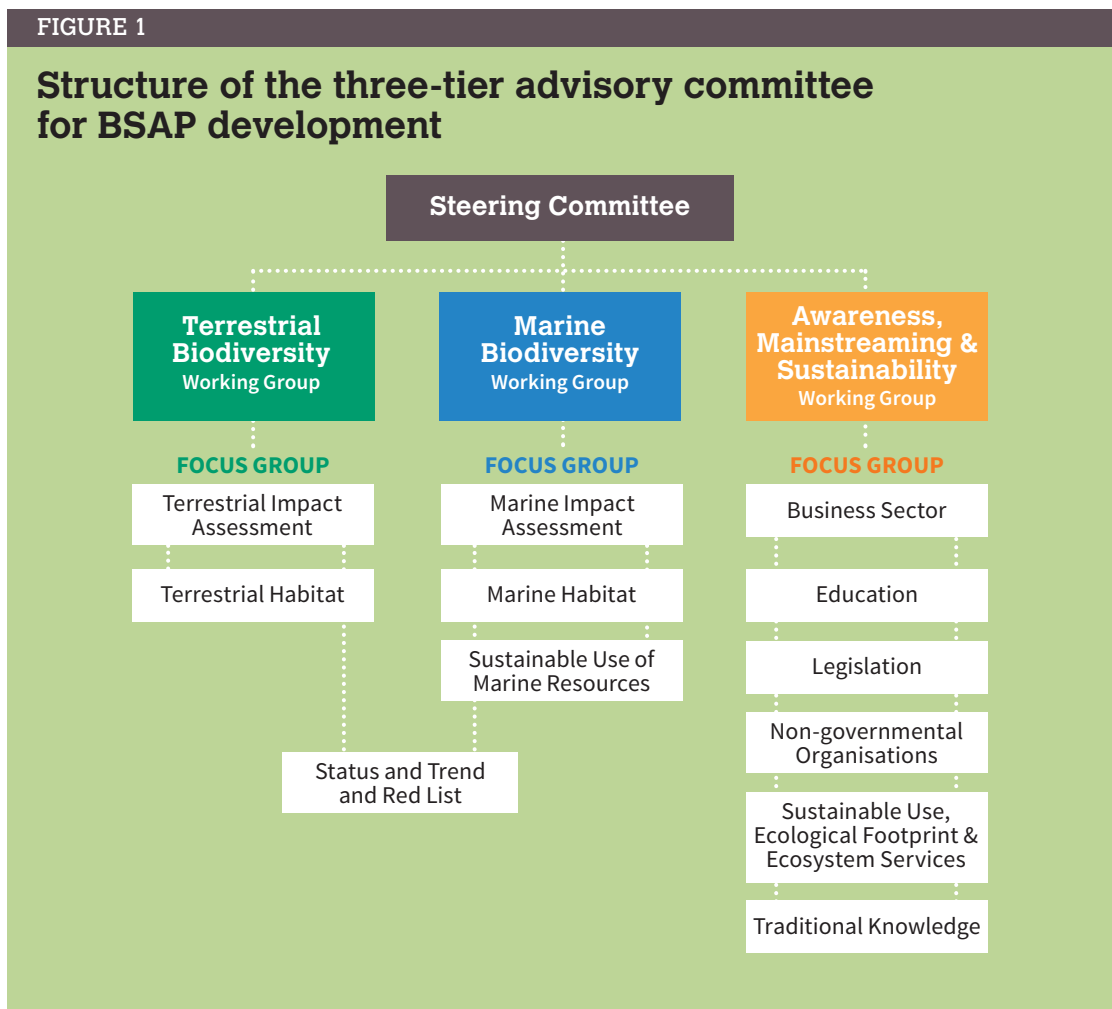 FIGURE 1
Structure of the three-tier advisory committee
for BSAP development
Steering Committee
Terrestrial
Biodiversity
Working Group
FOCUS GROUP
Terrestrial Impact
Assessment
Terrestrial Habitat
Marine
Biodiversity
Working Group
FOCUS GROUP
Marine Impact
Assessment
Marine Habitat
Sustainable Use of
Marine Resources
Status and Trend
and Red List
Awareness,
Mainstreaming &
Sustainability
Working Group
FOCUS GROUP
Business Sector
Education
Legislation
Non-governmental
Organisations
Sustainable Use,
Ecological Footprint &
Ecosystem Services
Traditional Knowledge